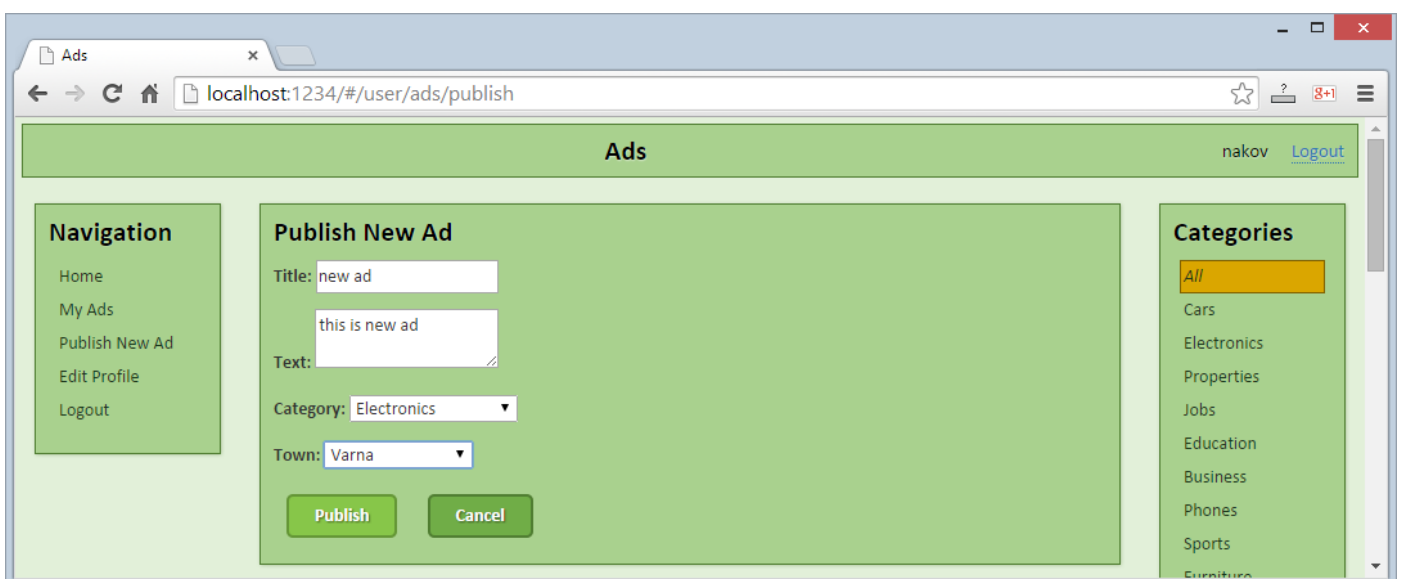 Ads
localhost:1234/#/user/ads/publish
Ads
nakov Logout
Navigation
Home
My Ads
Publish New Ad
Edit Profile
Logout
Publish New Ad
Title: new ad
this is new ad
Text:
Category: Electronics
Town: Varna
Publish Cancel
Categories
All
Cars
Electronics
Properties
Jobs
Education
Business
Phones
Sports
Furniture